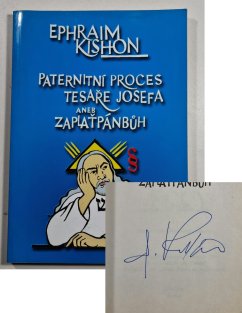 EPHRAIM
KISHON
PATERNITNÍ PROCES
TESAŘE JOSEFA
ANEB
ZAPLAŤPÁNBŮH
§
ZAPLAŤPÁNBŮH